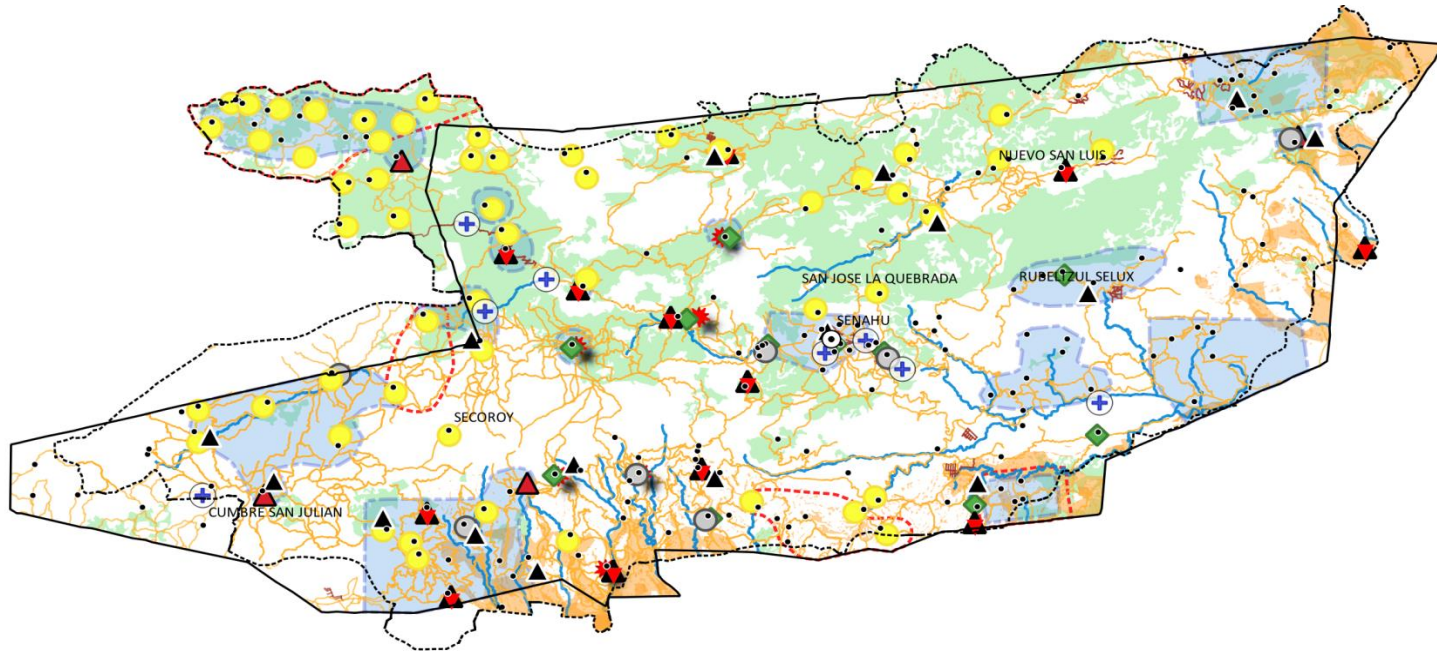 NUEVO SAN LUIS
SAN JOSE LA QUEBRADA
RUBELTZUL SELUX
SENAHU
SECOROY
CUMBRE SAN JULIAN